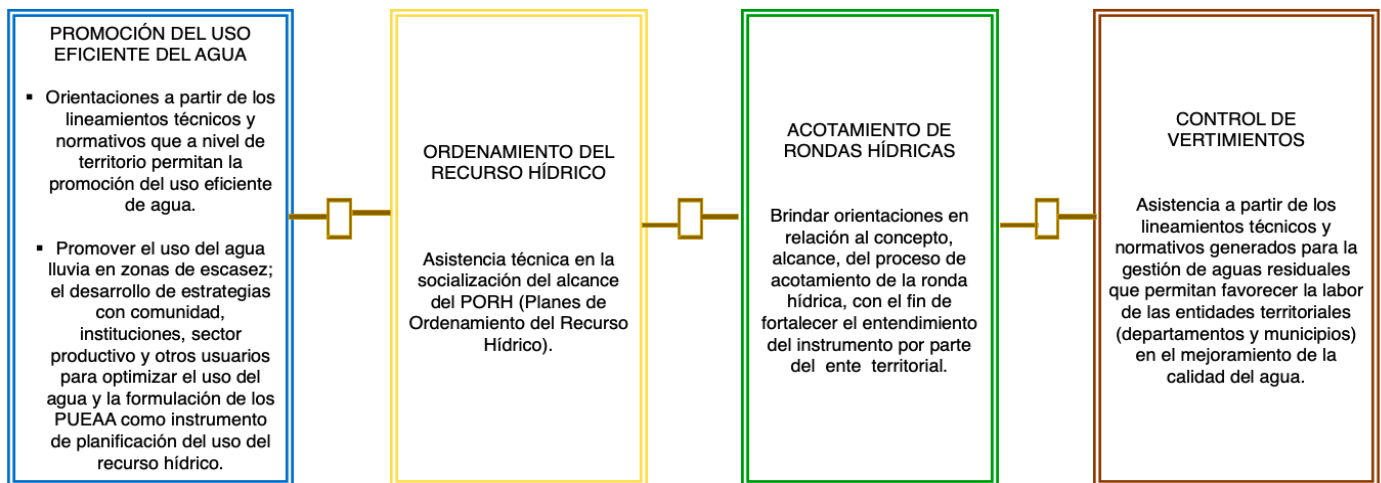 PROMOCIÓN DEL USO
EFICIENTE DEL AGUA
▪ Orientaciones a partir de los
lineamientos técnicos y
normativos que a nivel de
territorio permitan la
promoción del uso eficiente
de agua.
▪ Promover el uso del agua
lluvia en zonas de escasez;
el desarrollo de estrategias
con comunidad,
instituciones, sector
productivo y otros usuarios
para optimizar el uso del
agua y la formulación de los
PUEAA como instrumento
de planificación del uso del
recurso hídrico.
ORDENAMIENTO DEL
RECURSO HÍDRICO
Asistencia técnica en la
socialización del alcance
del PORH (Planes de
Ordenamiento del Recurso
Hídrico).
ACOTAMIENTO DE
RONDAS HÍDRICAS
Brindar orientaciones en
relación al concepto,
alcance, del proceso de
acotamiento de la ronda
hídrica, con el fin de
fortalecer el entendimiento
del instrumento por parte
del ente territorial.
CONTROL DE
VERTIMIENTOS
Asistencia a partir de los
lineamientos técnicos y
normativos generados para la
gestión de aguas residuales
que permitan favorecer la labor
de las entidades territoriales
(departamentos y municipios)
en el mejoramiento de la
calidad del agua.